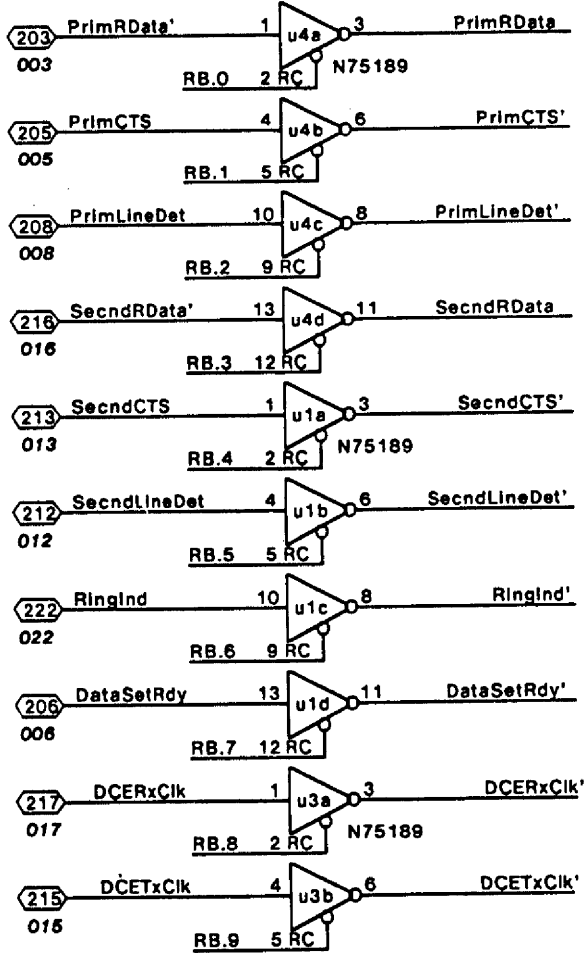 203 PrimRData' 1 u4a 3 PrimRData
003 RB.0 2 RC N75189
205 PrimCTS 4 u4b 6 PrimCTS'
005 RB.1 5 RC
208 PrimLineDet 10 u4c 8 PrimLineDet'
008 RB.2 9 RC
216 SecndRData' 13 u4d 11 SecndRData
016 RB.3 12 RC
213 SecndCTS 1 u1a 3 SecndCTS'
013 RB.4 2 RC N75189
212 SecndLineDet 4 u1b 6 SecndLineDet'
012 RB.5 5 RC
222 RingInd 10 u1c 8 RingInd'
022 RB.6 9 RC
206 DataSetRdy 13 u1d 11 DataSetRdy'
006 RB.7 12 RC
217 DCERxClk 1 u3a 3 DCERxClk'
017 RB.8 2 RC N75189
215 DCETxClk 4 u3b 6 DCETxClk'
015 RB.9 5 RC